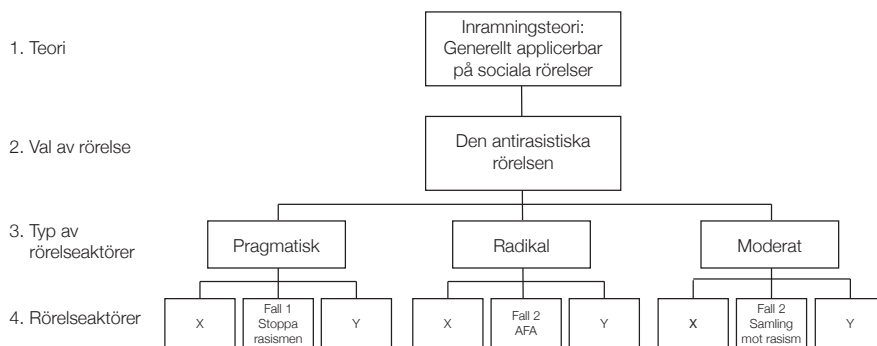 Inramningsteori:
1. Teori
Generellt applicerbar
på sociala rörelser
2. Val av rörelse
Den antirasistiska
rörelsen
3. Typ av
rörelseaktörer
Pragmatisk
Radikal
Moderat
4. Rörelseaktörer
X
Fall 1
Stoppa
rasismen
Y
X
Fall 2
AFA
Y
X
Fall 2
Samling
mot rasism
Y